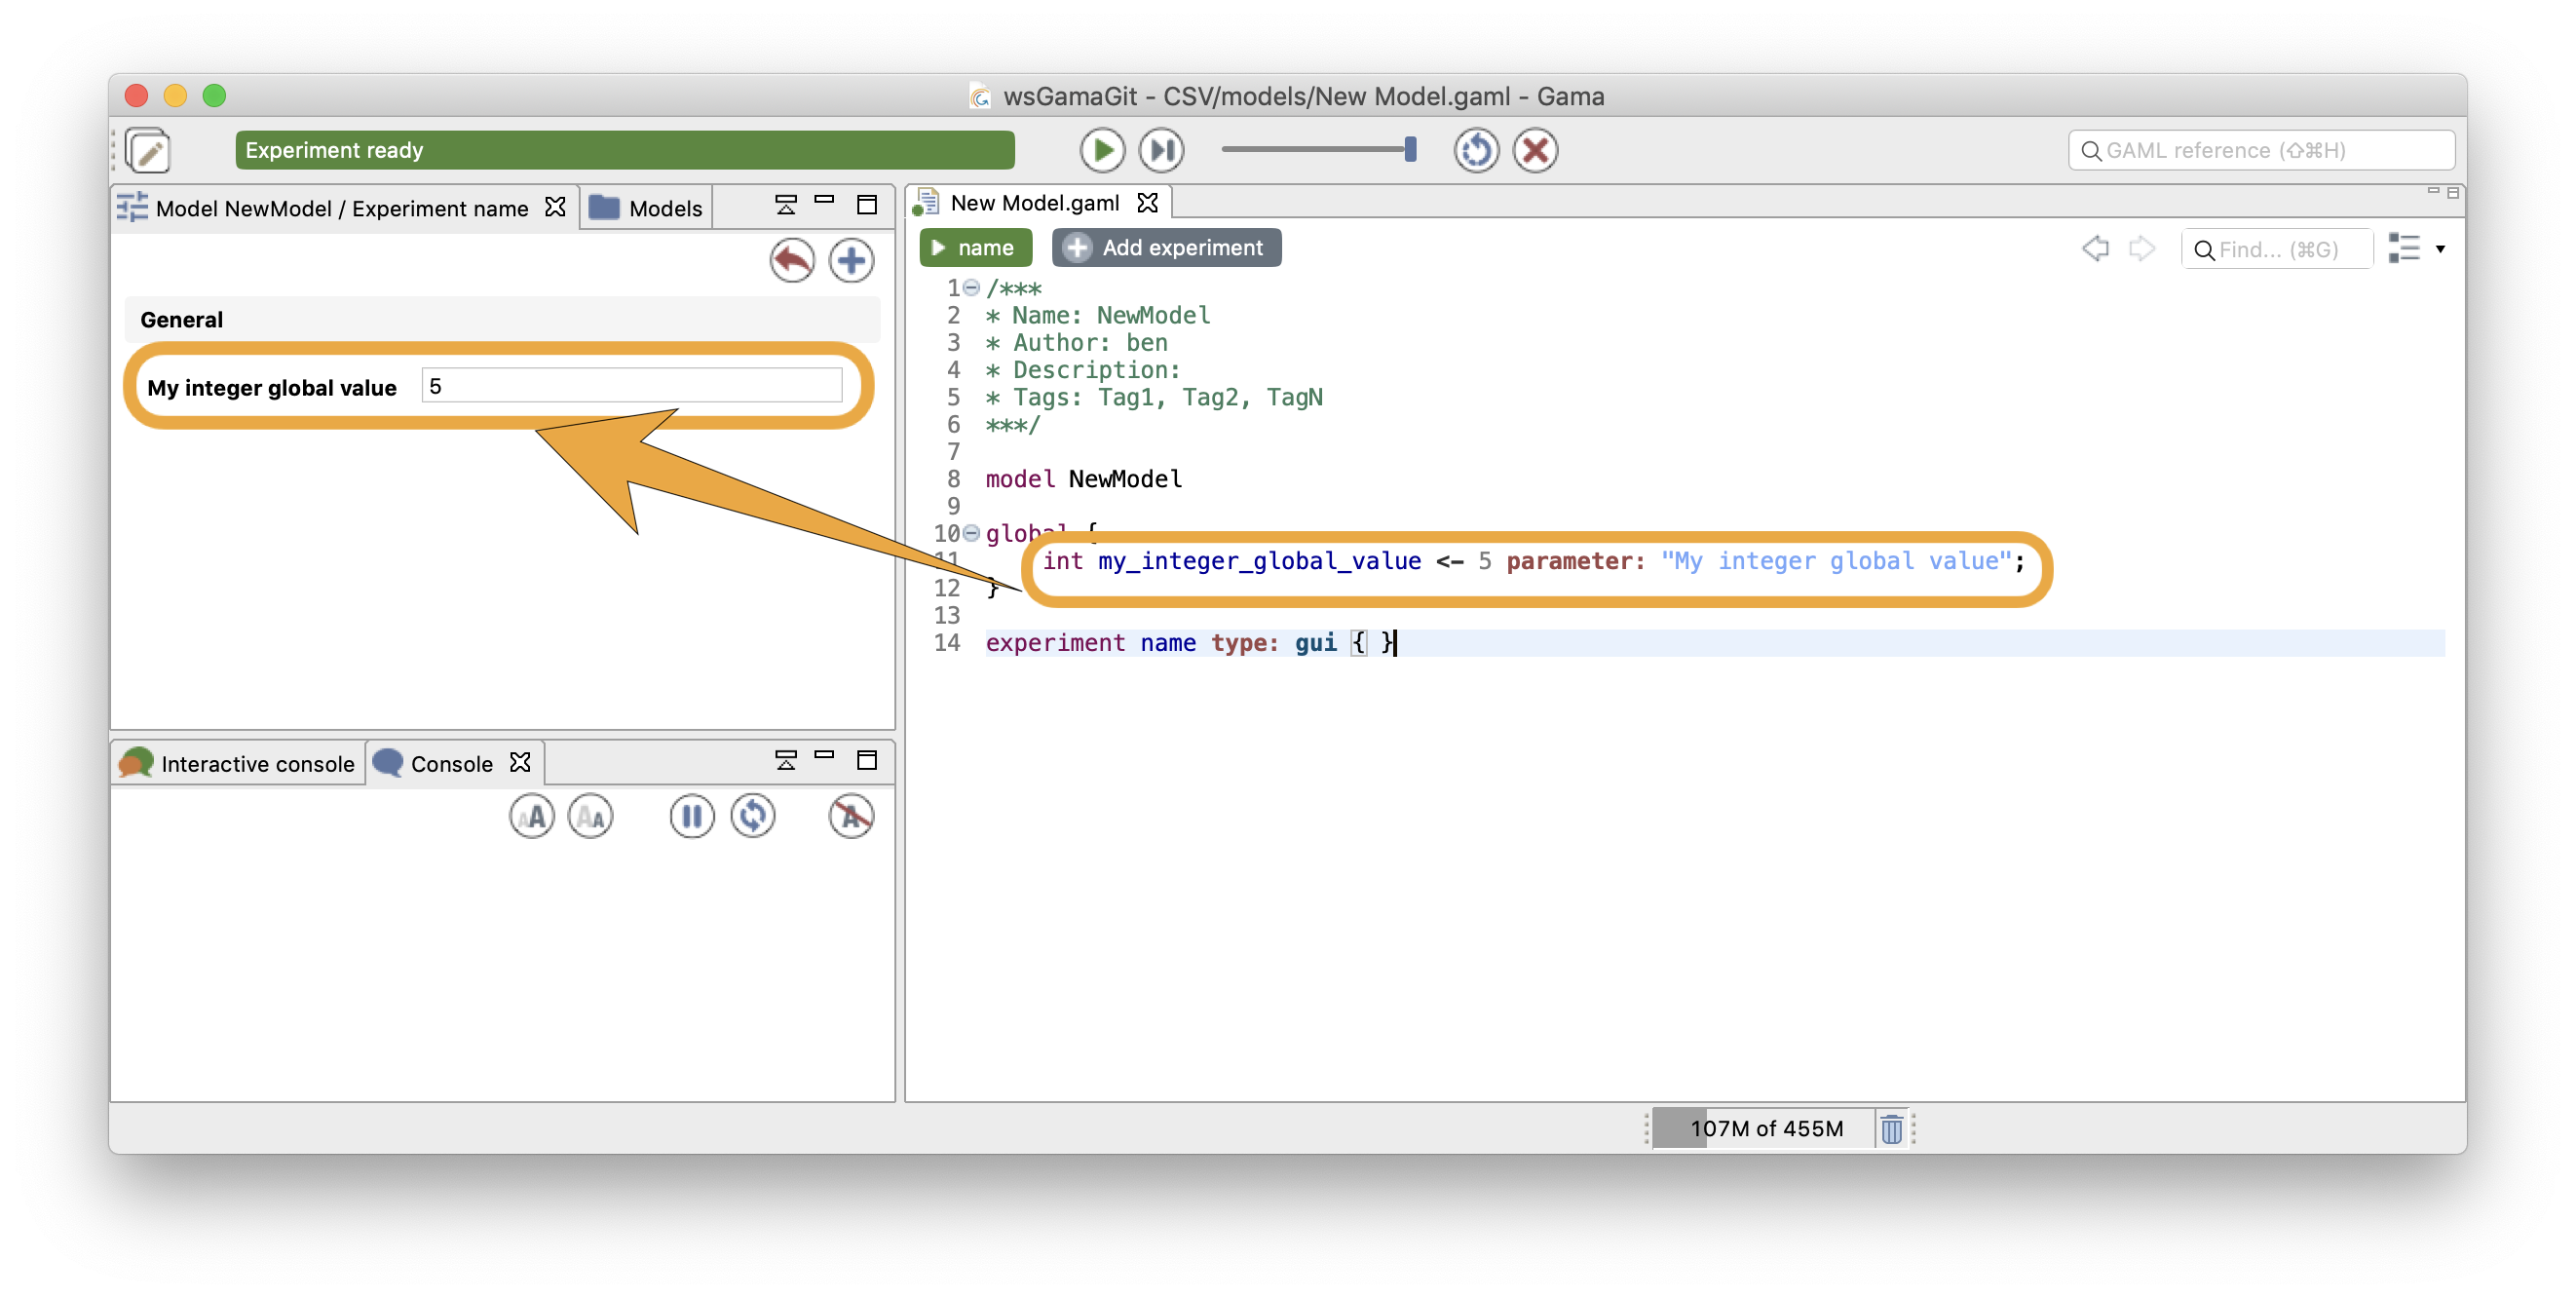 wsGamaGit - CSV/models/New Model.gaml - Gama
Experiment ready
GAML reference (⇧⌘H)
Model NewModel / Experiment name
Models
General
My integer global value 5
Interactive console
Console
New Model.gaml
name
Add experiment
Find... (⌘G)
1 /***
2 * Name: NewModel
3 * Author: ben
4 * Description:
5 * Tags: Tag1, Tag2, TagN
6 ***/
7
8 model NewModel
9
10 global {
11 int my_integer_global_value <- 5 parameter: "My integer global value";
12 }
13
14 experiment name type: gui { }
107M of 455M